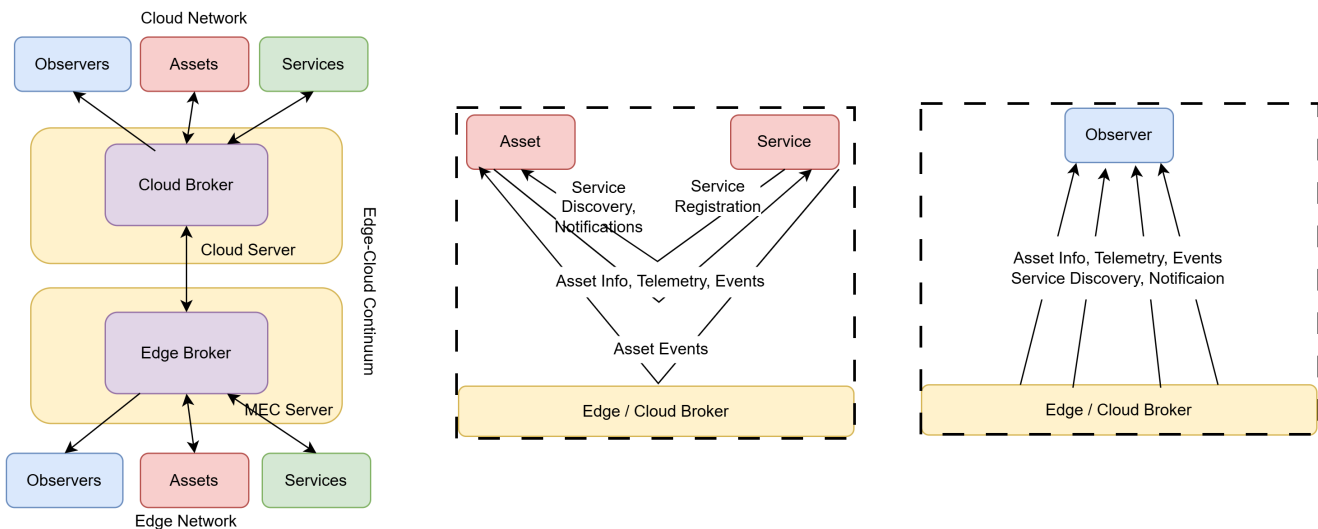 Cloud Network
Observers
Assets
Services
Cloud Broker
Cloud Server
Edge-Cloud Continuum
Edge Broker
MEC Server
Observers
Assets
Services
Edge Network
Asset
Service
Service
Discovery,
Notifications
Service
Registration
Asset Info, Telemetry, Events
Asset Events
Edge / Cloud Broker
Observer
Asset Info, Telemetry, Events
Service Discovery, Notificaion
Edge / Cloud Broker